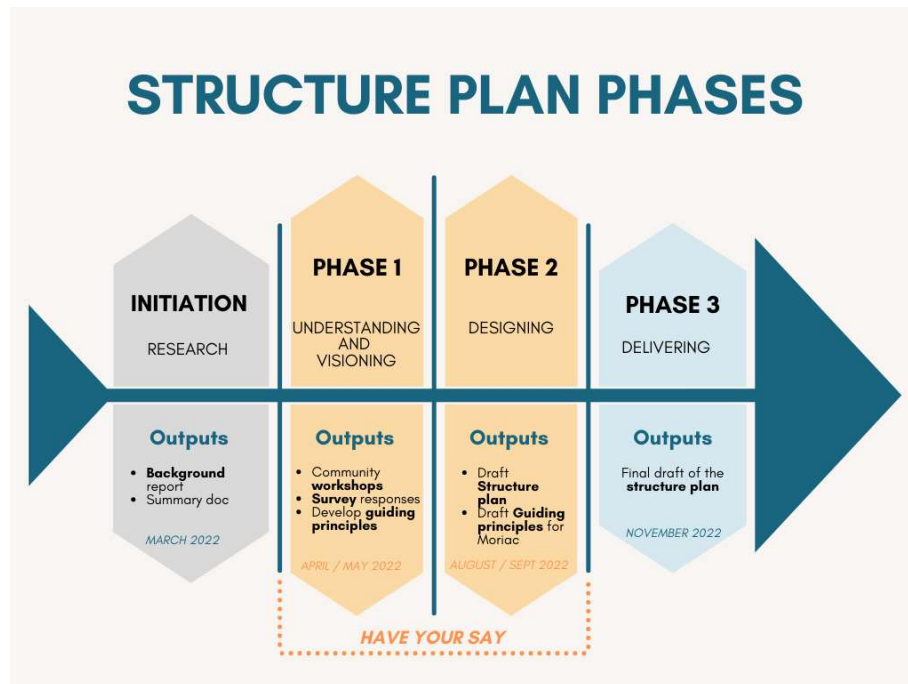 STRUCTURE PLAN PHASES
INITIATION
RESEARCH
Outputs
• Background
report
• Summary doc
MARCH 2022
PHASE 1
UNDERSTANDING
AND
VISIONING
Outputs
• Community
workshops
• Survey responses
• Develop guiding
principles
APRIL / MAY 2022
PHASE 2
DESIGNING
Outputs
• Draft
Structure
plan
• Draft Guiding
principles for
Moriac
AUGUST / SEPT 2022
PHASE 3
DELIVERING
Outputs
Final draft of the
structure plan
NOVEMBER 2022
HAVE YOUR SAY